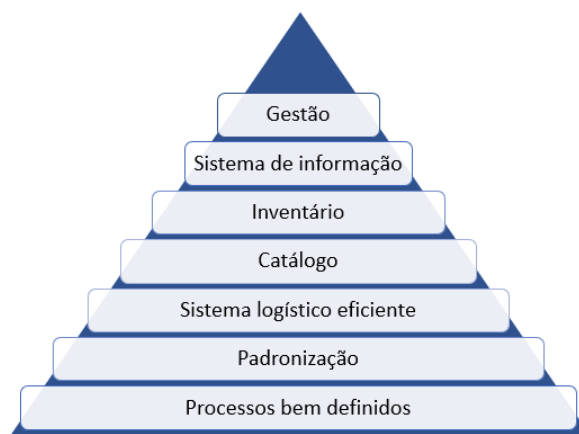 Gestão
Sistema de informação
Inventário
Catálogo
Sistema logístico eficiente
Padronização
Processos bem definidos